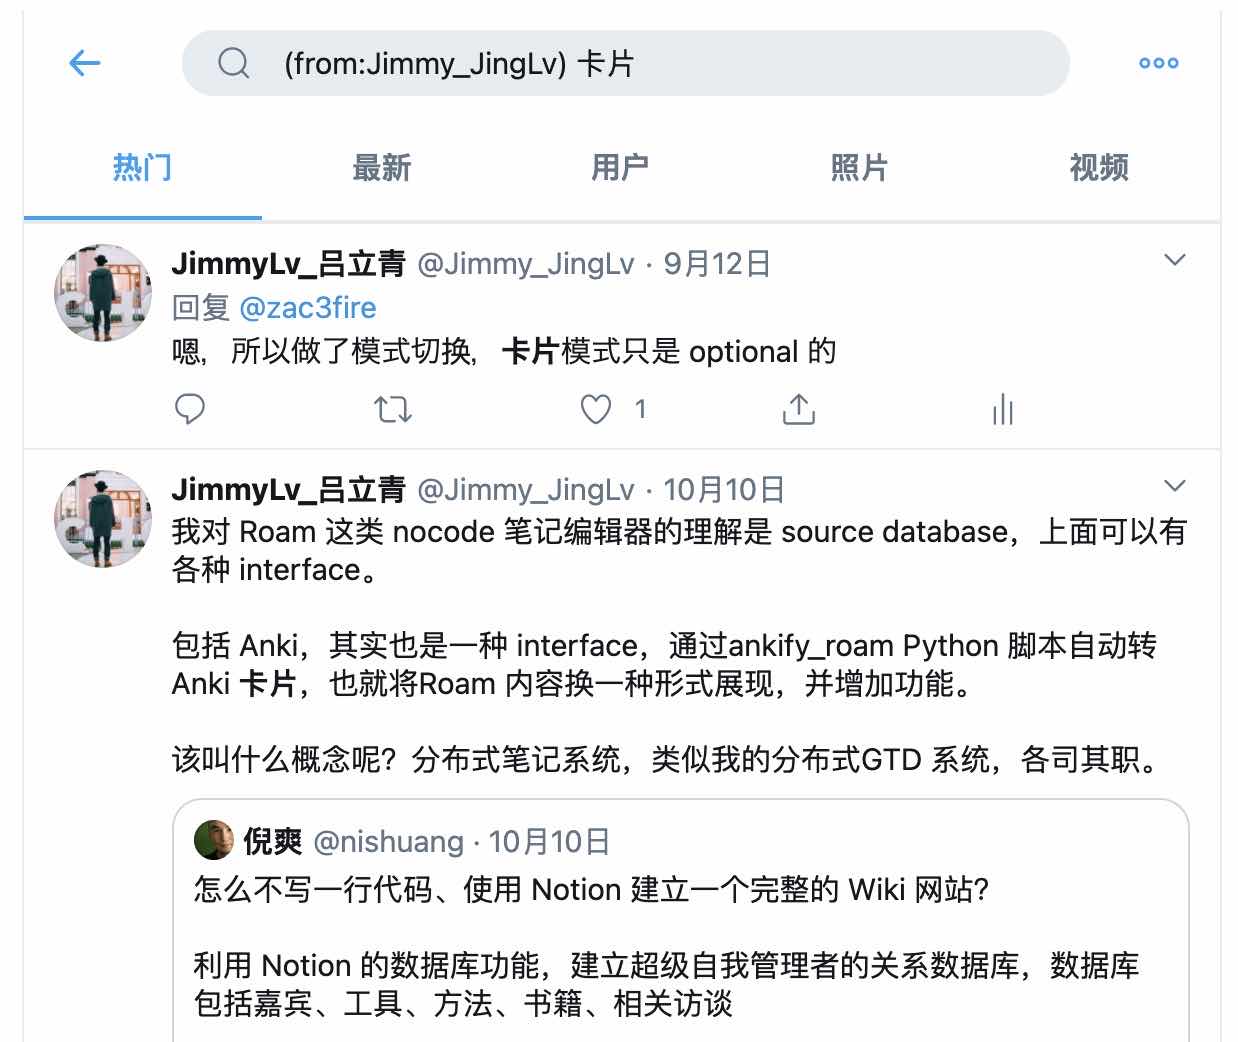 (from:Jimmy_JingLv) 卡片
热门 最新 用户 照片 视频
JimmyLv_吕立青 @Jimmy_JingLv · 9月12日
回复 @zac3fire
嗯，所以做了模式切换，卡片模式只是 optional 的
1
JimmyLv_吕立青 @Jimmy_JingLv · 10月10日
我对 Roam 这类 nocode 笔记编辑器的理解是 source database，上面可以有
各种 interface。
包括 Anki，其实也是一种 interface，通过ankify_roam Python 脚本自动转
Anki 卡片，也就将Roam 内容换一种形式展现，并增加功能。
该叫什么概念呢？分布式笔记系统，类似我的分布式GTD 系统，各司其职。
倪爽 @nishuang · 10月10日
怎么不写一行代码、使用 Notion 建立一个完整的 Wiki 网站？
利用 Notion 的数据库功能，建立超级自我管理者的关系数据库，数据库
包括嘉宾、工具、方法、书籍、相关访谈